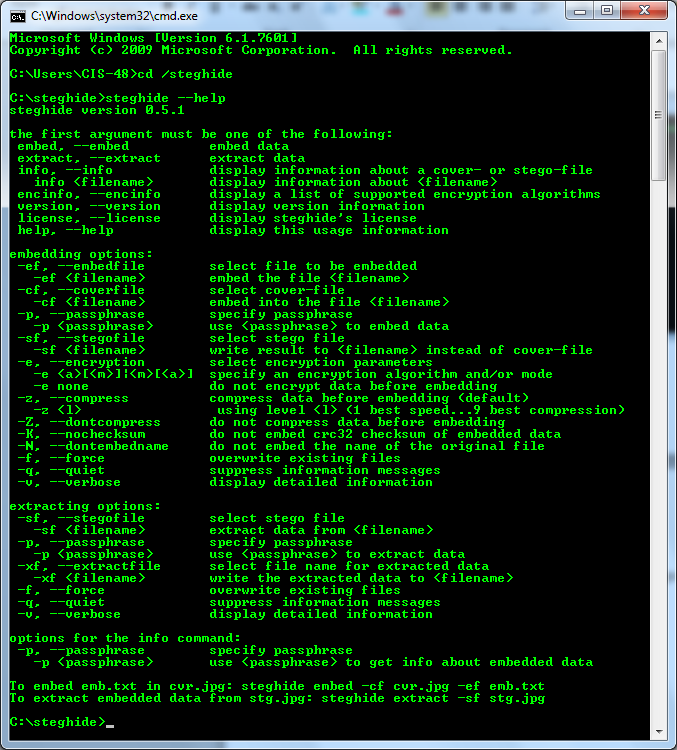 C:\Windows\system32\cmd.exe
Microsoft Windows [Version 6.1.7601]
Copyright (c) 2009 Microsoft Corporation.  All rights reserved.
C:\Users\CIS-48>cd /steghide
C:\steghide>steghide --help
steghide version 0.5.1
the first argument must be one of the following:
embed, --embed          embed data
extract, --extract      extract data
info, --info            display information about a cover- or stego-file
info <filename>       display information about <filename>
encinfo, --encinfo      display a list of supported encryption algorithms
version, --version      display version information
license, --license      display steghide's license
help, --help            display this usage information
embedding options:
-ef, --embedfile        select file to be embedded
-ef <filename>        embed the file <filename>
-cf, --coverfile        select cover-file
-cf <filename>        embed into the file <filename>
-p, --passphrase        specify passphrase
-p <passphrase>       use <passphrase> to embed data
-sf, --stegofile        select stego file
-sf <filename>        write result to <filename> instead of cover-file
-e, --encryption        select encryption parameters
-e <a>[<m>]|<m>[<a>]  specify an encryption algorithm and/or mode
-e none               do not encrypt data before embedding
-z, --compress          compress data before embedding (default)
-z <l>                 using level <l> (1 best speed...9 best compression)
-Z, --dontcompress      do not compress data before embedding
-K, --nochecksum        do not embed crc32 checksum of embedded data
-N, --dontembedname     do not embed the name of the original file
-f, --force             overwrite existing files
-q, --quiet             suppress information messages
-v, --verbose           display detailed information
extracting options:
-sf, --stegofile        select stego file
-sf <filename>        extract data from <filename>
-p, --passphrase        specify passphrase
-p <passphrase>       use <passphrase> to extract data
-xf, --extractfile      select file name for extracted data
-xf <filename>        write the extracted data to <filename>
-f, --force             overwrite existing files
-q, --quiet             suppress information messages
-v, --verbose           display detailed information
options for the info command:
-p, --passphrase        specify passphrase
-p <passphrase>       use <passphrase> to get info about embedded data
To embed emb.txt in cvr.jpg: steghide embed -cf cvr.jpg -ef emb.txt
To extract embedded data from stg.jpg: steghide extract -sf stg.jpg
C:\steghide>_